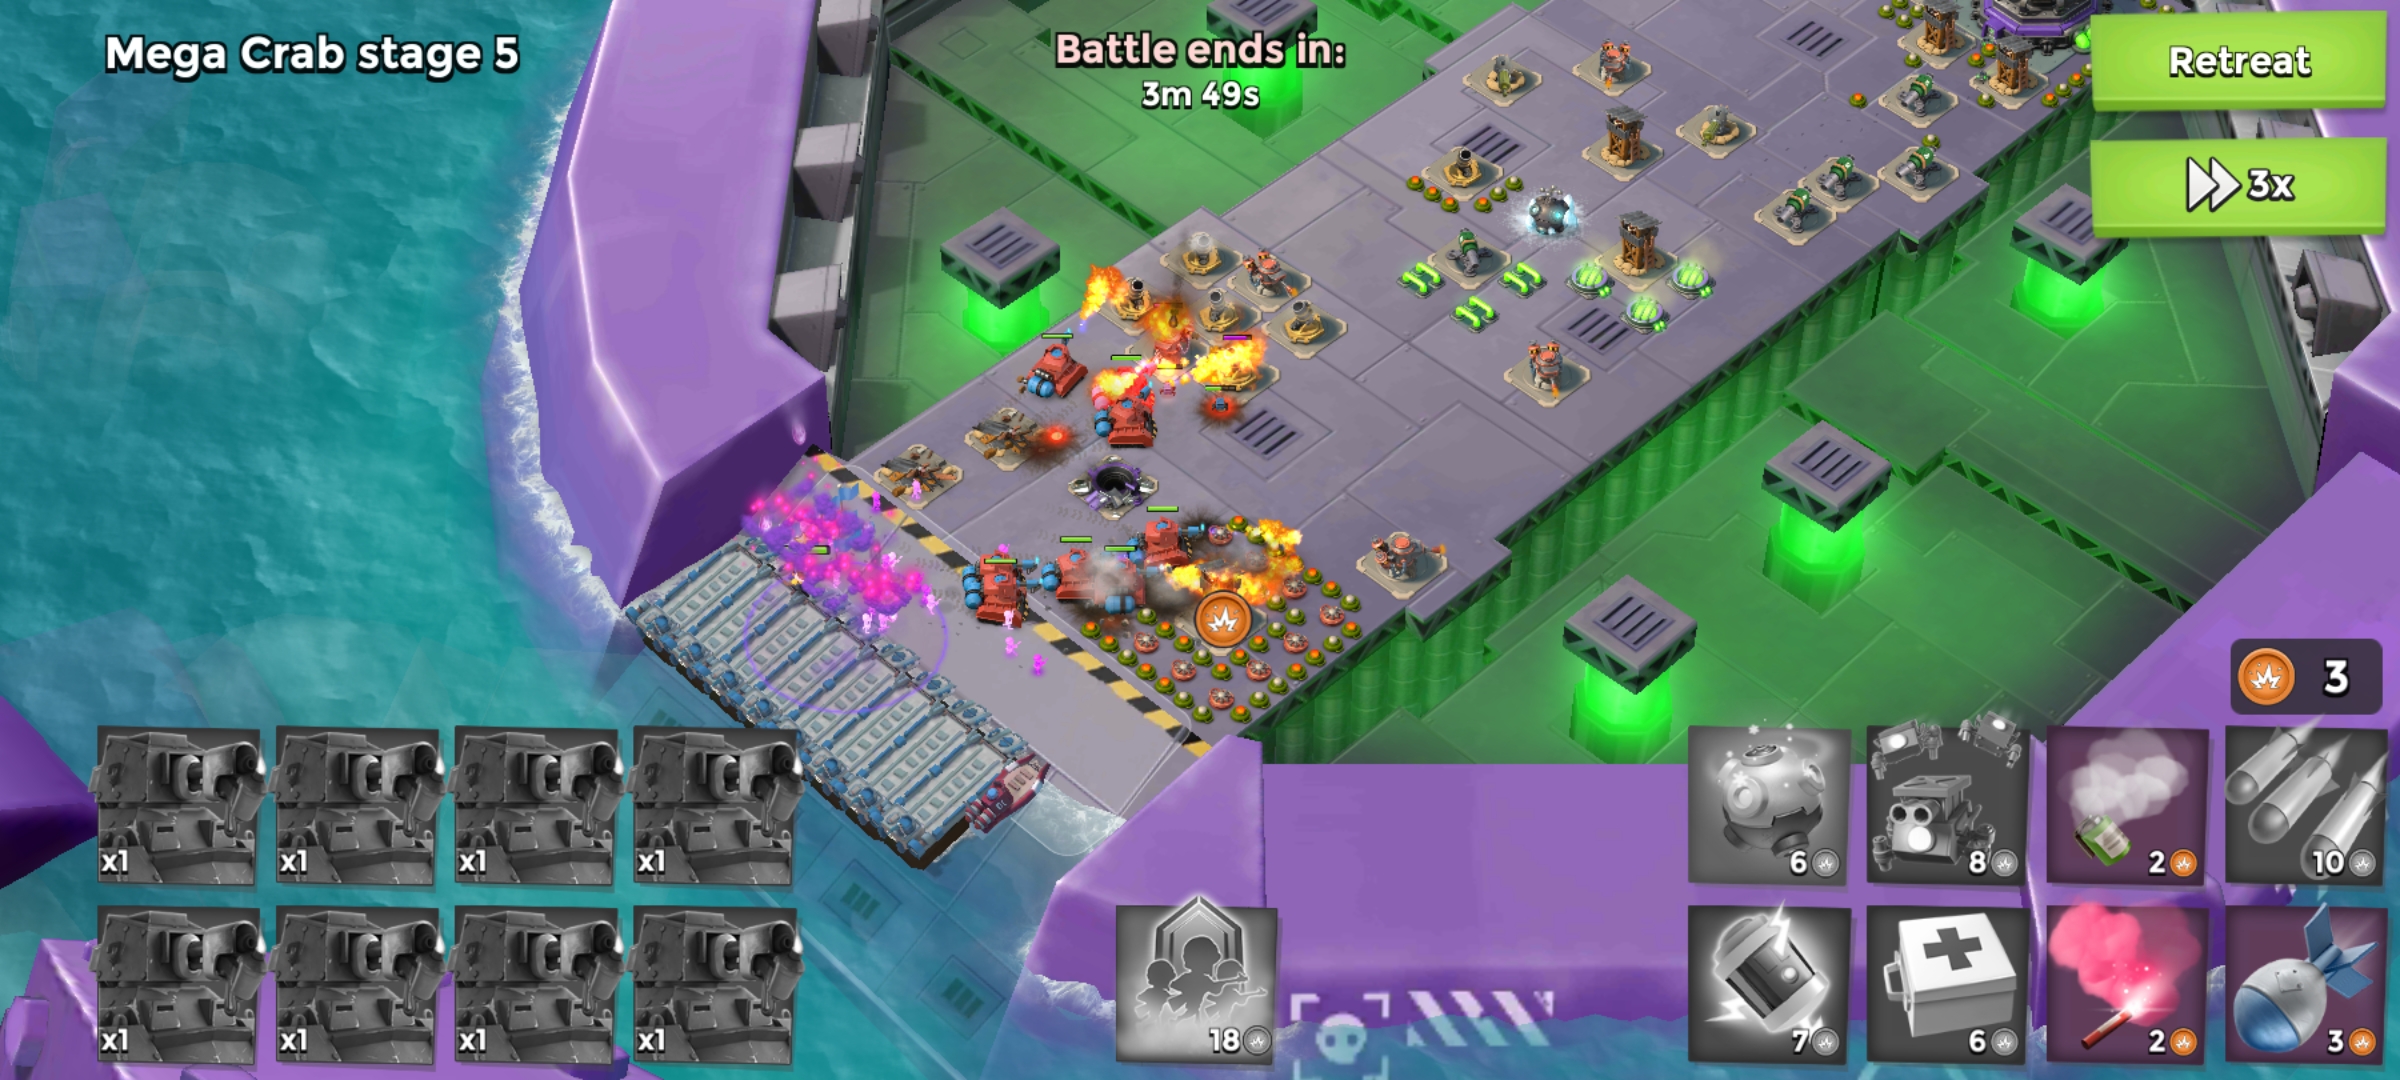 Mega Crab stage 5
Battle ends in:
3m 49s
Retreat
3x
3
x1
x1
x1
x1
6
8
2
10
x1
x1
x1
x1
18
7
6
2
3